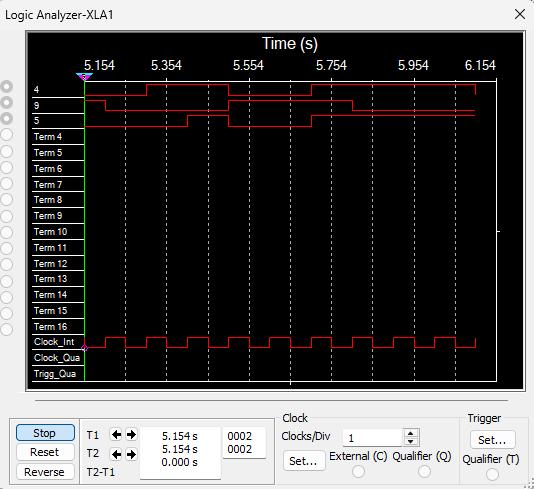 Logic Analyzer-XLA1
Time (s)
5.154 5.354 5.554 5.754 5.954 6.154
4
9
5
Term 4
Term 5
Term 6
Term 7
Term 8
Term 9
Term 10
Term 11
Term 12
Term 13
Term 14
Term 15
Term 16
Clock_Int
Clock_Qua
Trigg_Qua
Stop
Reset
Reverse
T1 5.154 s 0002
T2 5.154 s 0002
T2-T1 0.000 s
Clock
Clocks/Div 1
Set...
External (C) Qualifier (Q)
Trigger
Set...
Qualifier (T)